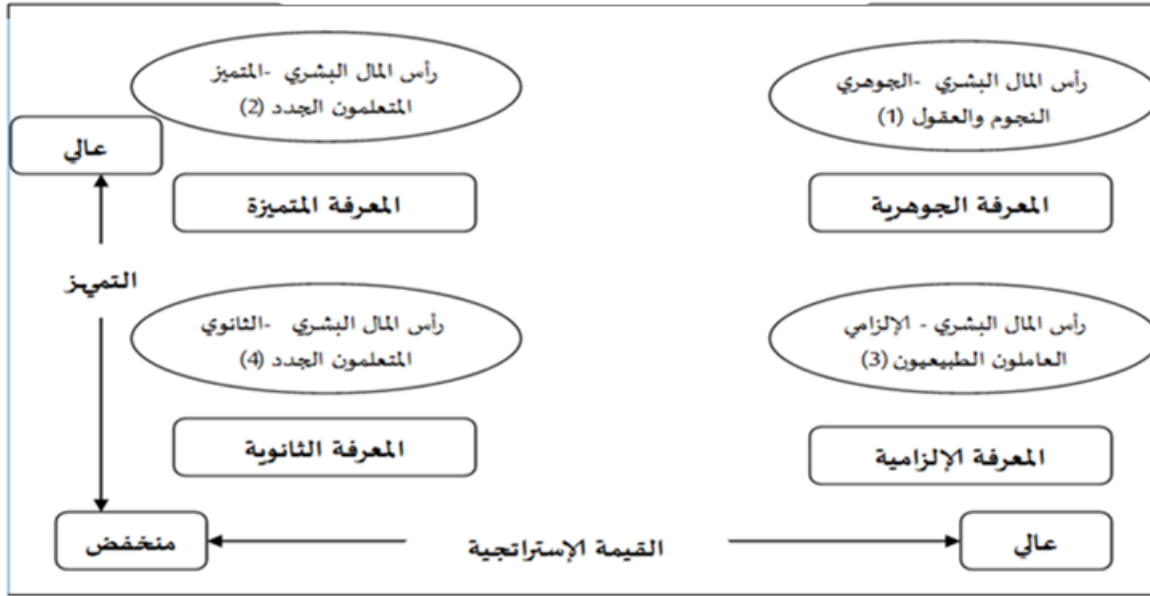 رأس المال البشري - الجوهري
النجوم والعقول (1)
رأس المال البشري -المتميز
المتعلمون الجدد (2)
عالي
المعرفة الجوهرية
المعرفة المتميزة
التميز
رأس المال البشري - الإلزامي
العاملون الطبيعيون (3)
رأس المال البشري -الثانوي
المتعلمون الجدد (4)
المعرفة الإلزامية
المعرفة الثانوية
عالي
القيمة الإستراتجية
منخفض